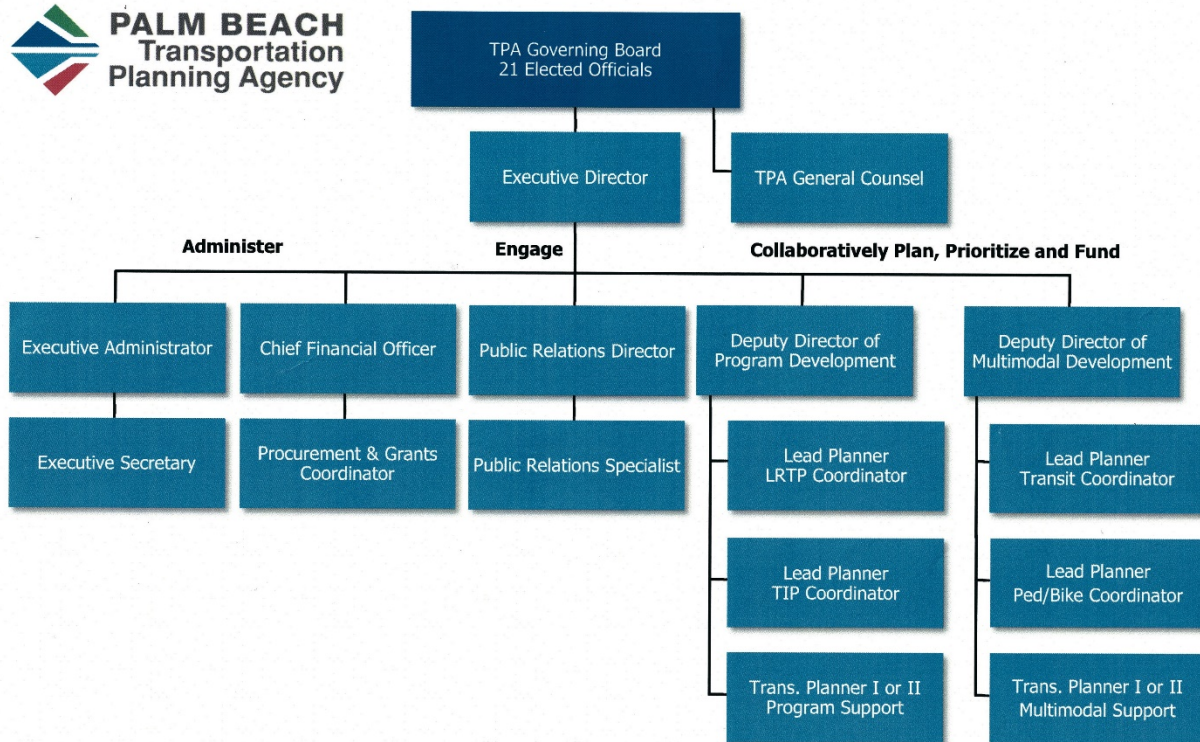 PALM BEACH
Transportation
Planning Agency
TPA Governing Board
21 Elected Officials
Executive Director
TPA General Counsel
Administer
Engage
Collaboratively Plan, Prioritize and Fund
Executive Administrator
Chief Financial Officer
Public Relations Director
Deputy Director of
Program Development
Deputy Director of
Multimodal Development
Executive Secretary
Procurement & Grants
Coordinator
Public Relations Specialist
Lead Planner
LRTP Coordinator
Lead Planner
Transit Coordinator
Lead Planner
TIP Coordinator
Lead Planner
Ped/Bike Coordinator
Trans. Planner I or II
Program Support
Trans. Planner I or II
Multimodal Support